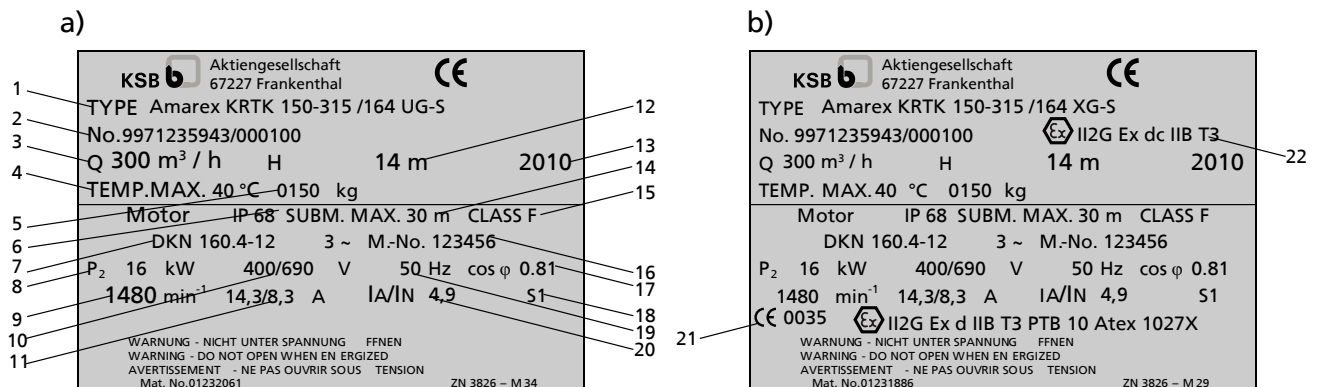 a)
KSB b Aktiengesellschaft
67227 Frankenthal
CE
1
TYPE Amarex KRTK 150-315 /164 UG-S
12
2
No.9971235943/000100
3
Q 300 m³ / h H 14 m 2010
13
4
TEMP.MAX. 40 °C 0150 kg
14
5
15
6
Motor IP 68 SUBM. MAX. 30 m CLASS F
7
DKN 160.4-12 3 ~ M.-No. 123456
16
8
P₂ 16 kW 400/690 V 50 Hz cos φ 0.81
17
9
1480 min⁻¹ 14,3/8,3 A IA/IN 4,9 S1
18
10
19
11
20
WARNUNG - NICHT UNTER SPANNUNG FFNEN
WARNING - DO NOT OPEN WHEN EN ERGIZED
AVERTISSEMENT - NE PAS OUVRIR SOUS TENSION
Mat. No.01232061 ZN 3826 – M 34
b)
KSB b Aktiengesellschaft
67227 Frankenthal
CE
TYPE Amarex KRTK 150-315 /164 XG-S
No. 9971235943/000100 Ex II2G Ex dc IIB T3
22
Q 300 m³ / h H 14 m 2010
TEMP. MAX. 40 °C 0150 kg
Motor IP 68 SUBM. MAX. 30 m CLASS F
DKN 160.4-12 3 ~ M.-No. 123456
P₂ 16 kW 400/690 V 50 Hz cos φ 0.81
1480 min⁻¹ 14,3/8,3 A IA/IN 4,9 S1
21
CE 0035 Ex II2G Ex d IIB T3 PTB 10 Atex 1027X
WARNUNG - NICHT UNTER SPANNUNG FFNEN
WARNING - DO NOT OPEN WHEN EN ERGIZED
AVERTISSEMENT - NE PAS OUVRIR SOUS TENSION
Mat. No.01231886 ZN 3826 – M 29